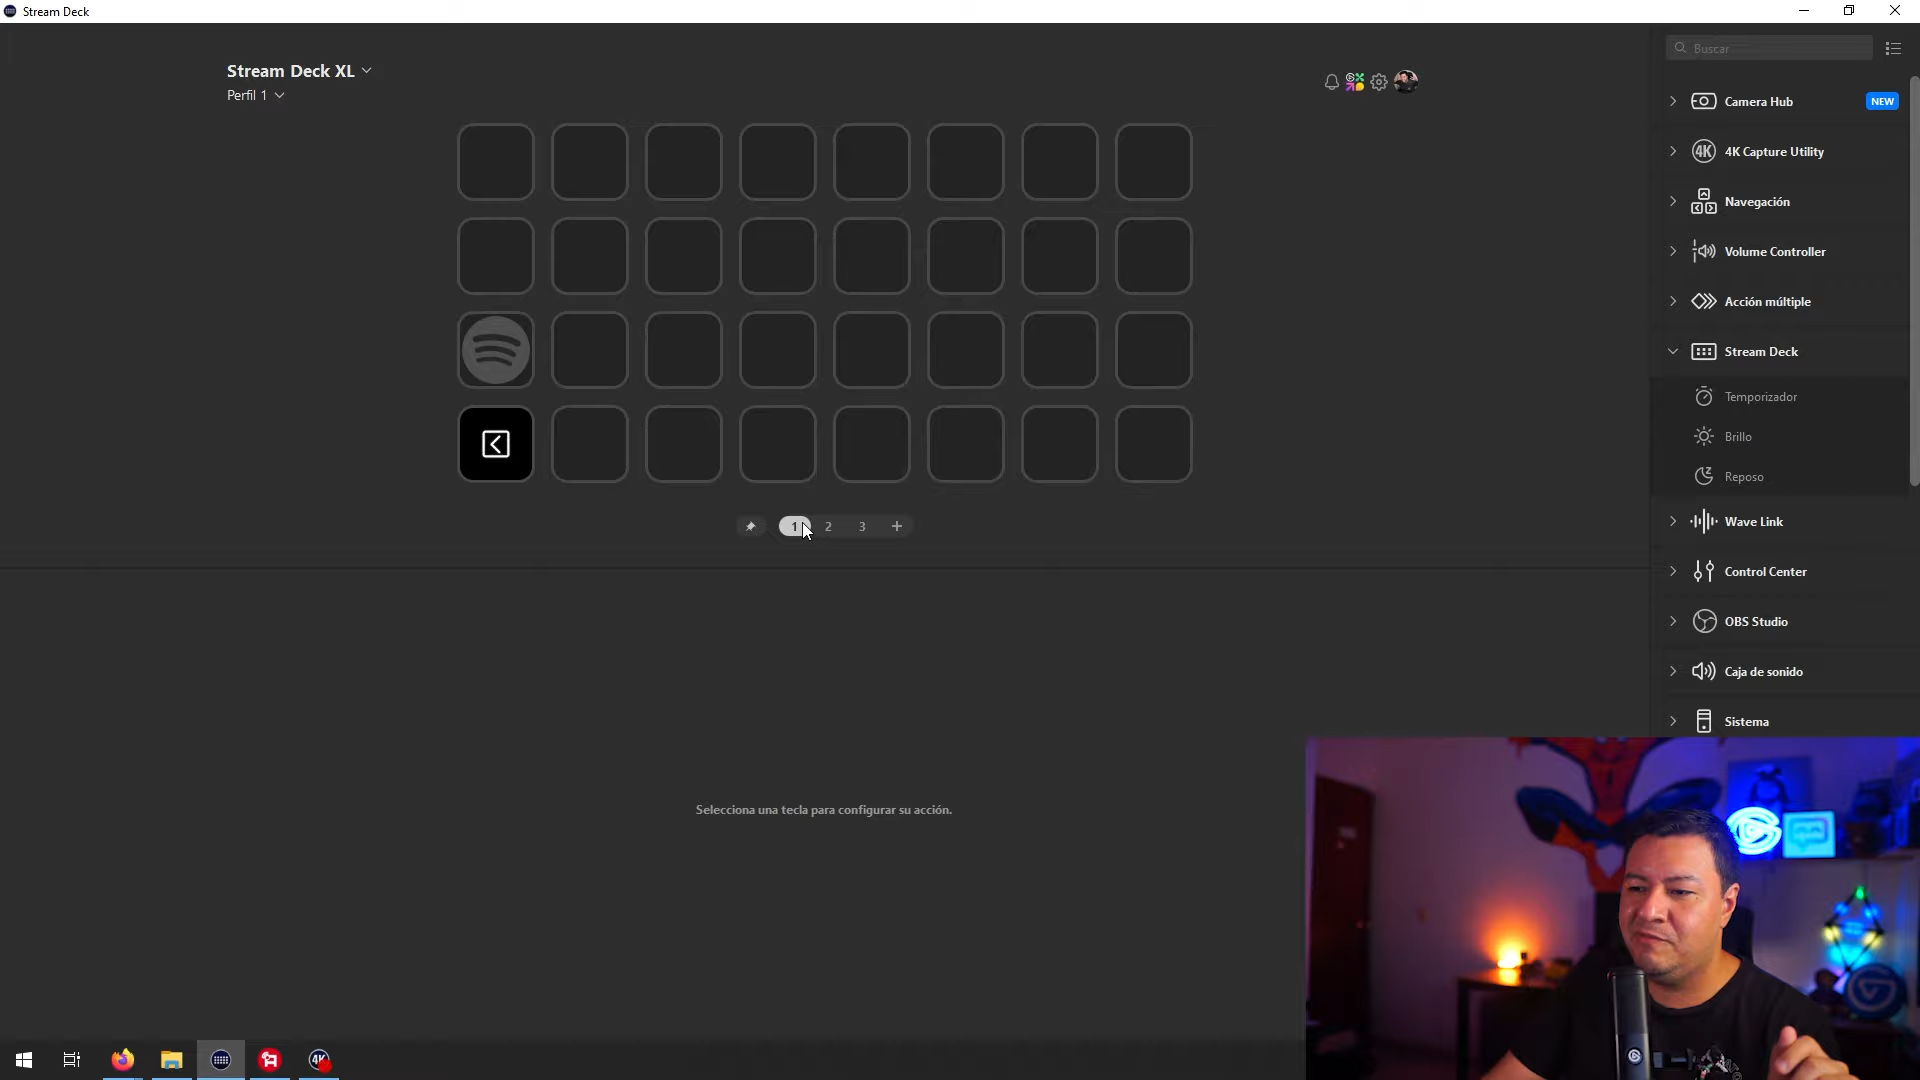 Stream Deck
Stream Deck XL
Perfil 1
1 2 3 +
Selecciona una tecla para configurar su acción.
Buscar
Camera Hub NEW
4K 4K Capture Utility
Navegación
Volume Controller
Acción múltiple
Stream Deck
Temporizador
Brillo
Reposo
Wave Link
Control Center
OBS Studio
Caja de sonido
Sistema
4K